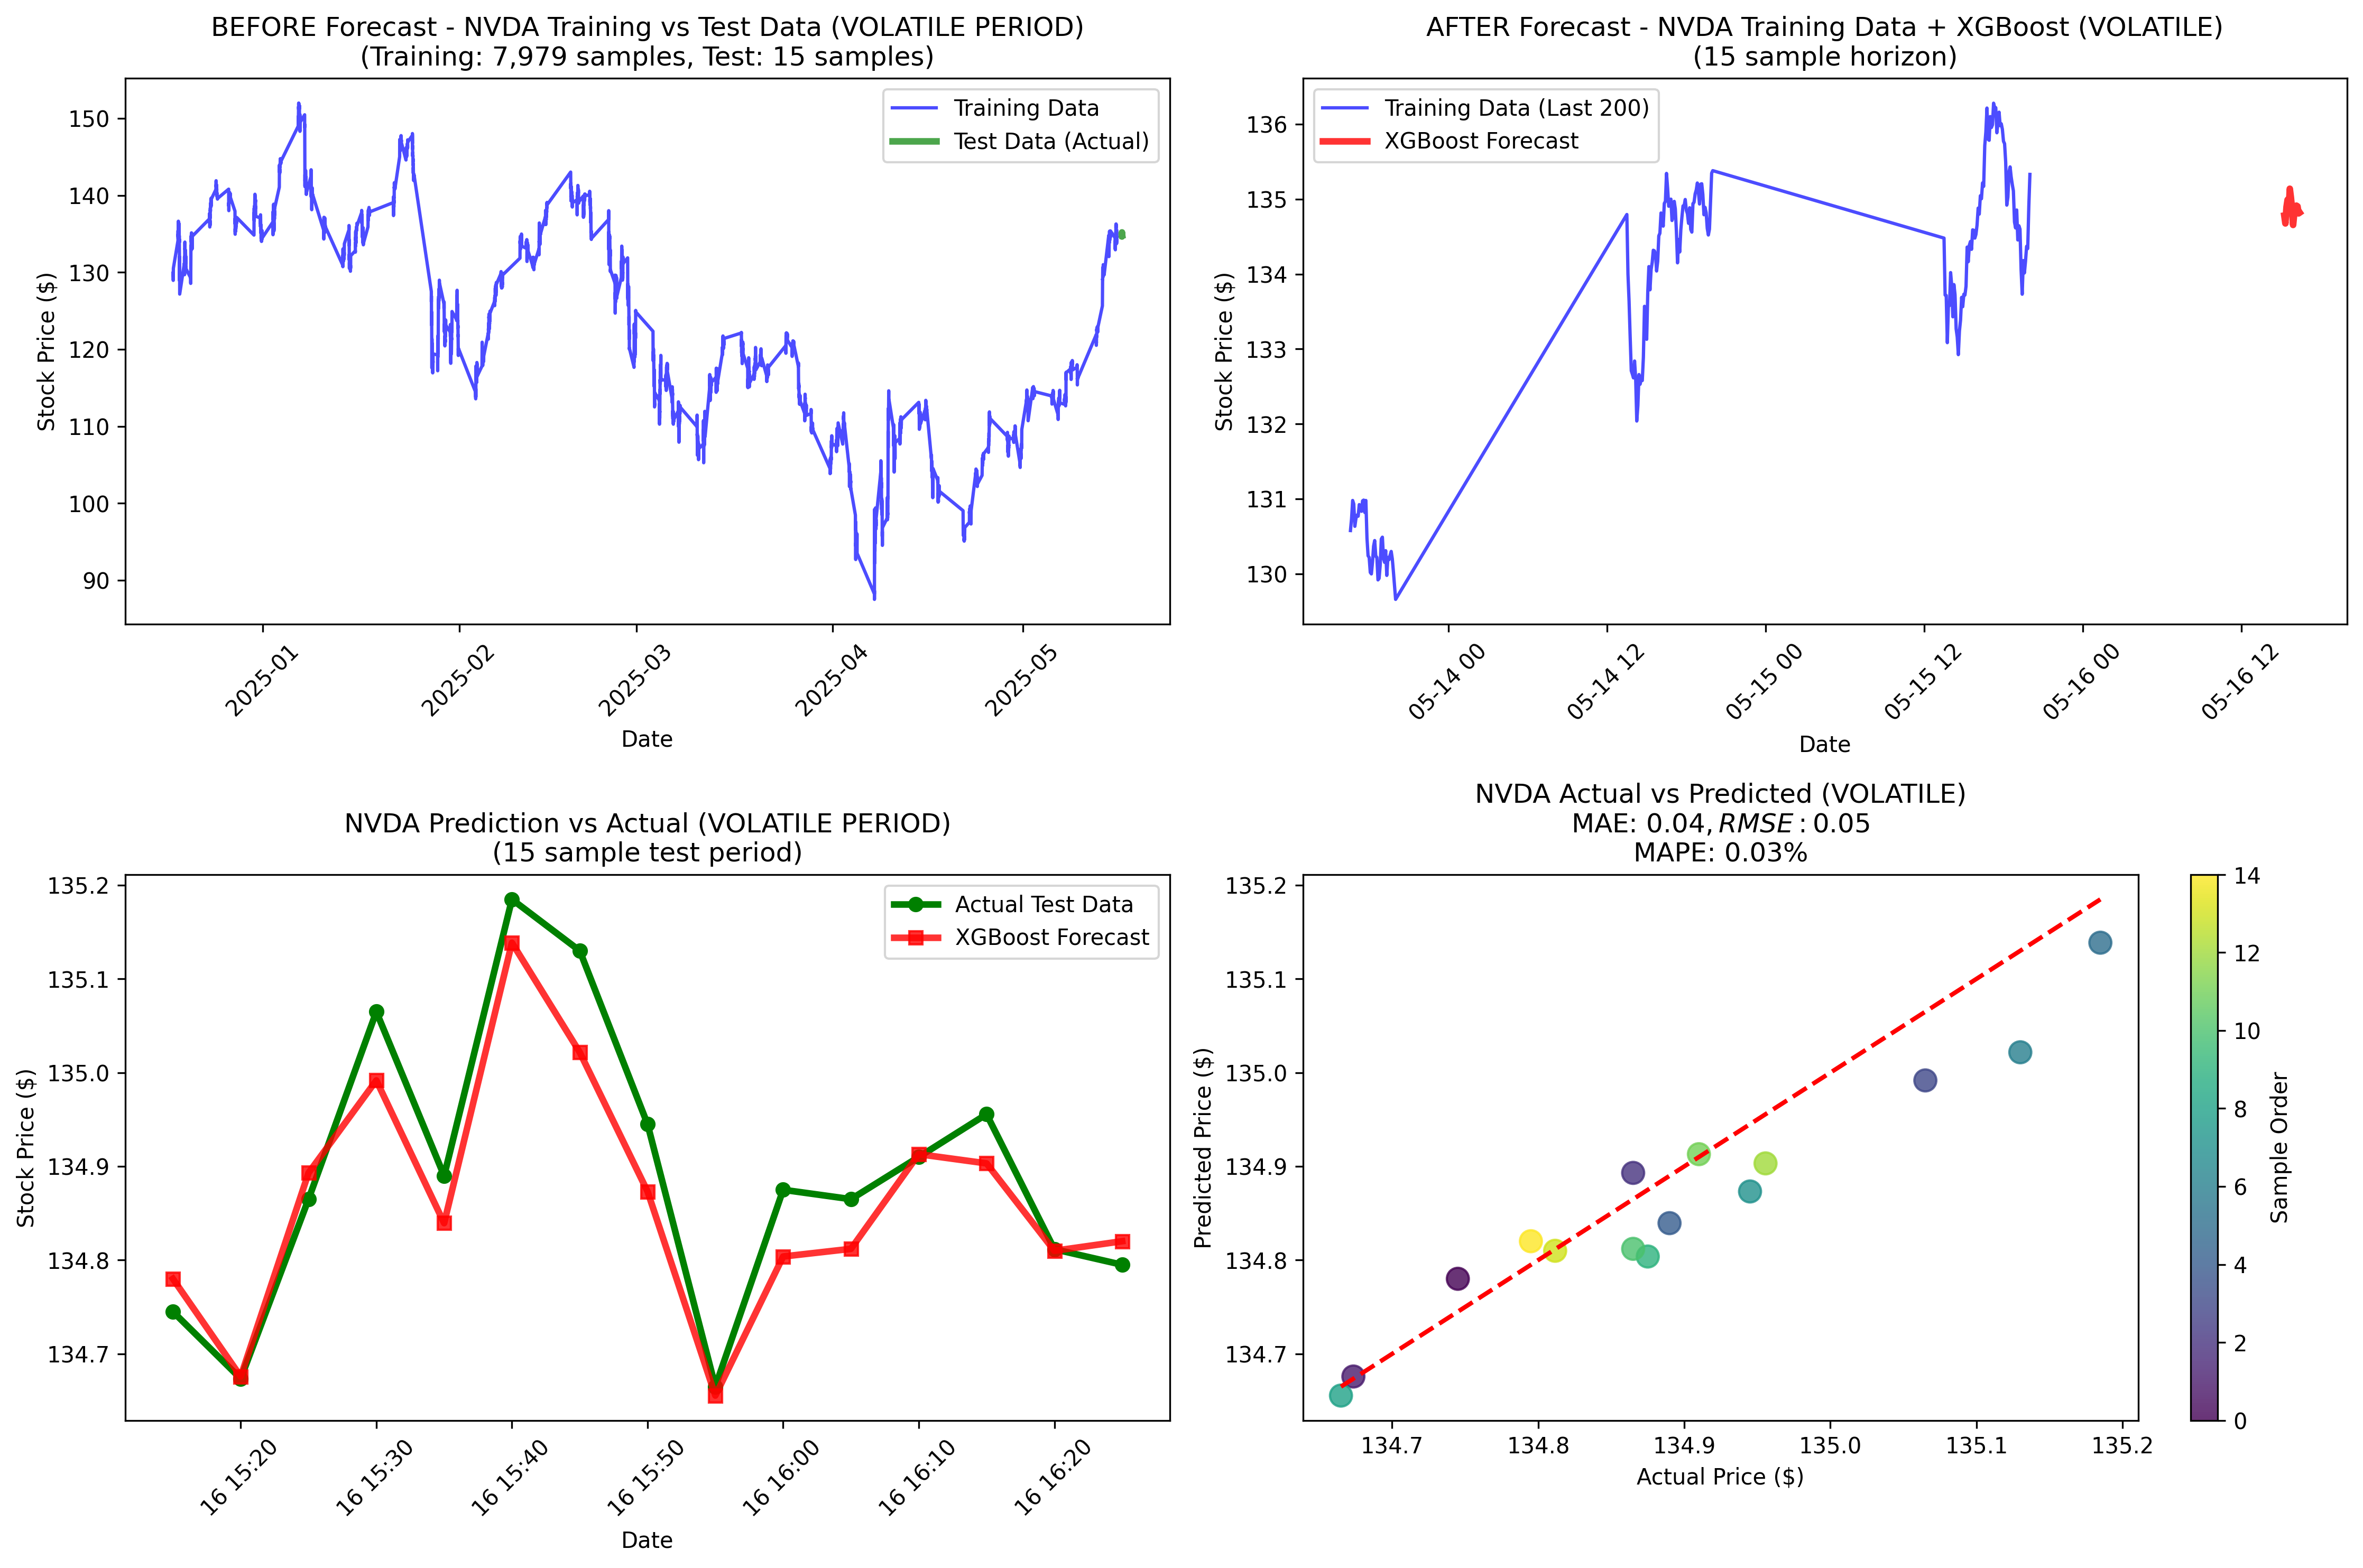 BEFORE Forecast - NVDA Training vs Test Data (VOLATILE PERIOD)
(Training: 7,979 samples, Test: 15 samples)
Training Data
Test Data (Actual)
150
140
130
120
110
100
90
Stock Price ($)
2025-01
2025-02
2025-03
2025-04
2025-05
Date
AFTER Forecast - NVDA Training Data + XGBoost (VOLATILE)
(15 sample horizon)
Training Data (Last 200)
XGBoost Forecast
136
135
134
133
132
131
130
Stock Price ($)
05-14 00
05-14 12
05-15 00
05-15 12
05-16 00
05-16 12
Date
NVDA Prediction vs Actual (VOLATILE PERIOD)
(15 sample test period)
Actual Test Data
XGBoost Forecast
135.2
135.1
135.0
134.9
134.8
134.7
Stock Price ($)
16 15:20
16 15:30
16 15:40
16 15:50
16 16:00
16 16:10
16 16:20
Date
NVDA Actual vs Predicted (VOLATILE)
MAE: 0.04, RMSE : 0.05
MAPE: 0.03%
135.2
135.1
135.0
134.9
134.8
134.7
Predicted Price ($)
134.7
134.8
134.9
135.0
135.1
135.2
Actual Price ($)
14
12
10
8
6
4
2
0
Sample Order